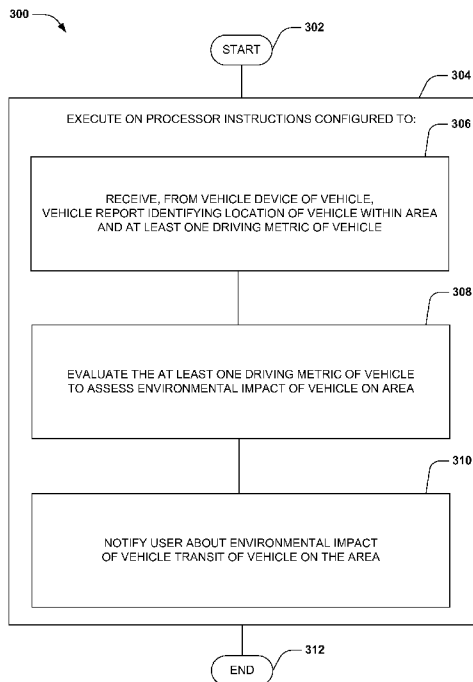 300
302
START
304
EXECUTE ON PROCESSOR INSTRUCTIONS CONFIGURED TO:
306
RECEIVE, FROM VEHICLE DEVICE OF VEHICLE,
VEHICLE REPORT IDENTIFYING LOCATION OF VEHICLE WITHIN AREA
AND AT LEAST ONE DRIVING METRIC OF VEHICLE
308
EVALUATE THE AT LEAST ONE DRIVING METRIC OF VEHICLE
TO ASSESS ENVIRONMENTAL IMPACT OF VEHICLE ON AREA
310
NOTIFY USER ABOUT ENVIRONMENTAL IMPACT
OF VEHICLE TRANSIT OF VEHICLE ON THE AREA
312
END